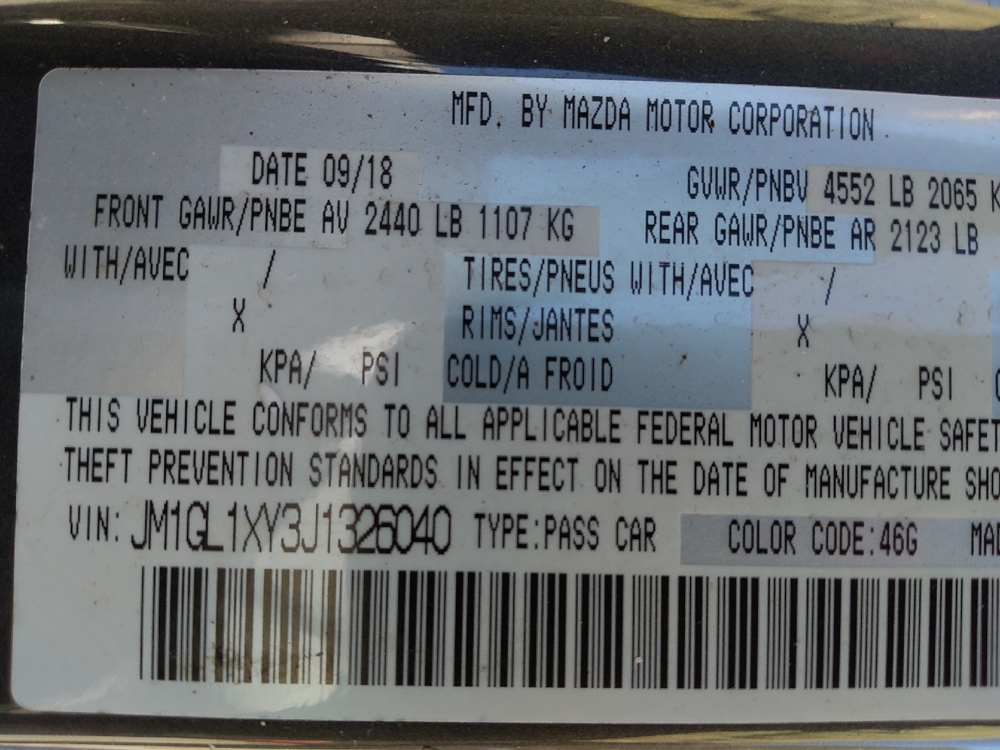 MFD. BY MAZDA MOTOR CORPORATION
DATE 09/18 GVWR/PNBV 4552 LB 2065 K
FRONT GAWR/PNBE AV 2440 LB 1107 KG REAR GAWR/PNBE AR 2123 LB
WITH/AVEC / TIRES/PNEUS WITH/AVEC /
X RIMS/JANTES X
KPA/ PSI COLD/A FROID KPA/ PSI
THIS VEHICLE CONFORMS TO ALL APPLICABLE FEDERAL MOTOR VEHICLE SAFET
THEFT PREVENTION STANDARDS IN EFFECT ON THE DATE OF MANUFACTURE SHO
VIN: JM1GL1XY3J1326040 TYPE:PASS CAR COLOR CODE:46G MA